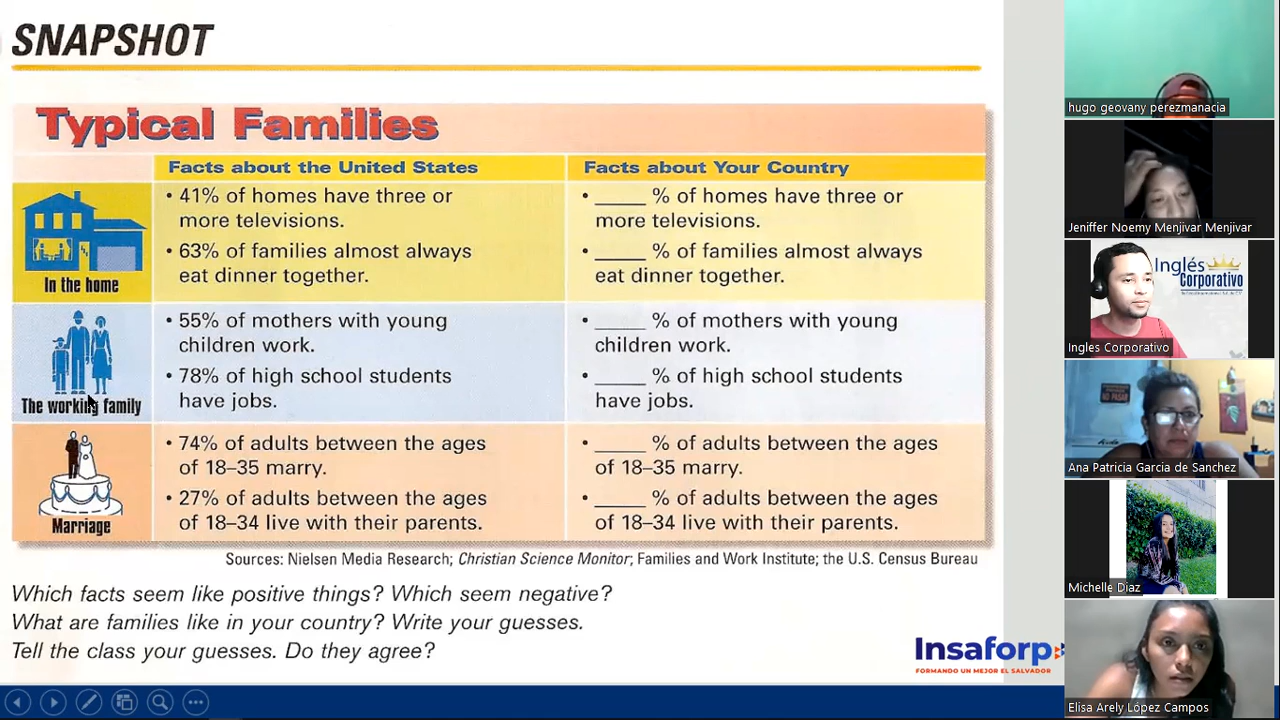 SNAPSHOT
Typical Families
Facts about the United States
Facts about Your Country
In the home
• 41% of homes have three or
more televisions.
• 63% of families almost always
eat dinner together.
• _____ % of homes have three or
more televisions.
• _____ % of families almost always
eat dinner together.
The working family
• 55% of mothers with young
children work.
• 78% of high school students
have jobs.
• _____ % of mothers with young
children work.
• _____ % of high school students
have jobs.
Marriage
• 74% of adults between the ages
of 18–35 marry.
• 27% of adults between the ages
of 18–34 live with their parents.
• _____ % of adults between the ages
of 18–35 marry.
• _____ % of adults between the ages
of 18–34 live with their parents.
Sources: Nielsen Media Research; Christian Science Monitor; Families and Work Institute; the U.S. Census Bureau
Which facts seem like positive things? Which seem negative?
What are families like in your country? Write your guesses.
Tell the class your guesses. Do they agree?
Insaforp
FORMANDO UN MEJOR EL SALVADOR
hugo geovany perezmanacia
Jeniffer Noemy Menjivar Menjivar
Inglés
Corporativo
Ingles Corporativo
NO PASAR
Ana Patricia García de Sanchez
Michelle Diaz
Elisa Arely López Campos